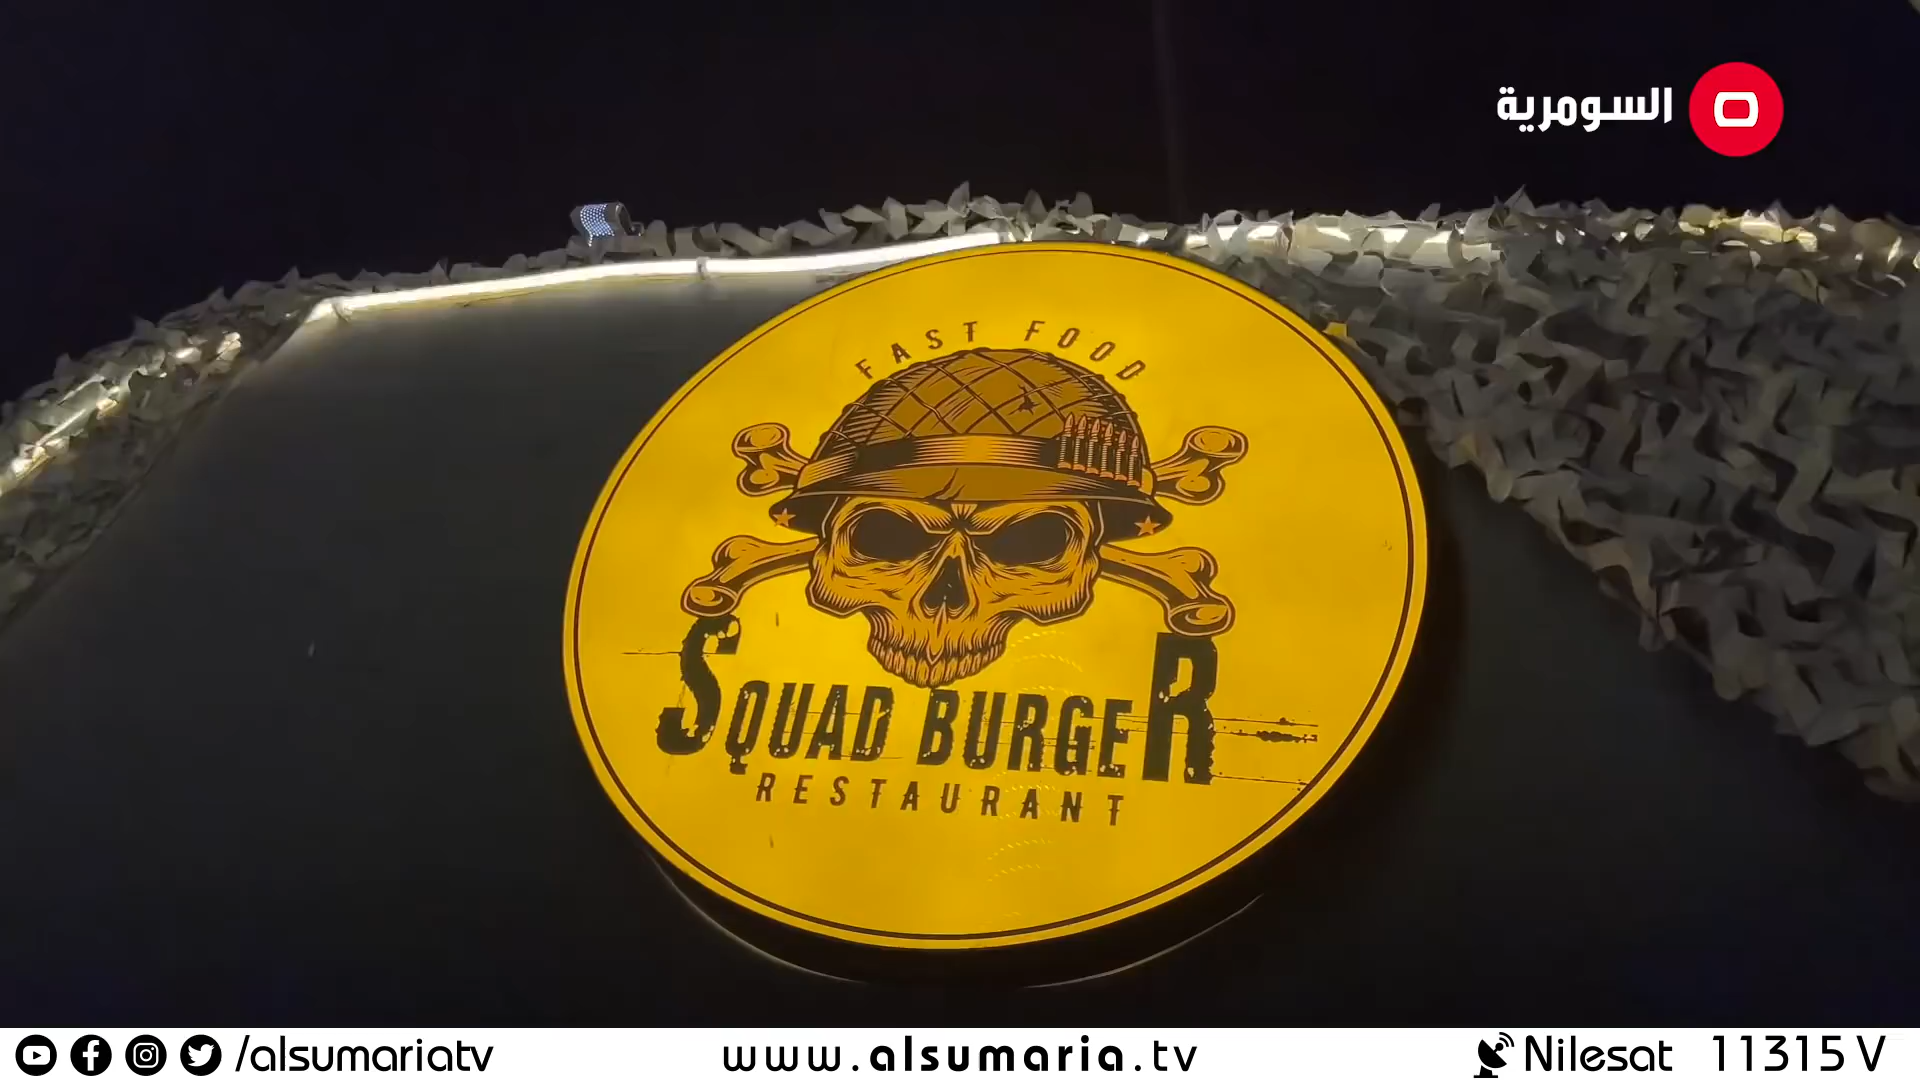 السومرية
FAST FOOD
SQUAD BURGER
RESTAURANT
/alsumariatv
www.alsumaria.tv
Nilesat 11315 V